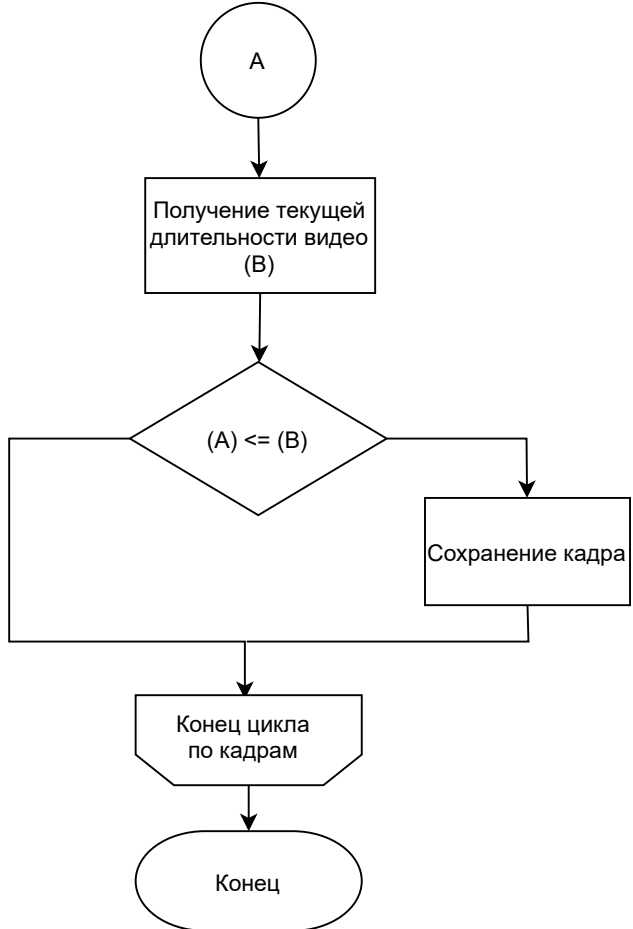 А
Получение текущей
длительности видео
(В)
(А) <= (В)
Сохранение кадра
Конец цикла
по кадрам
Конец